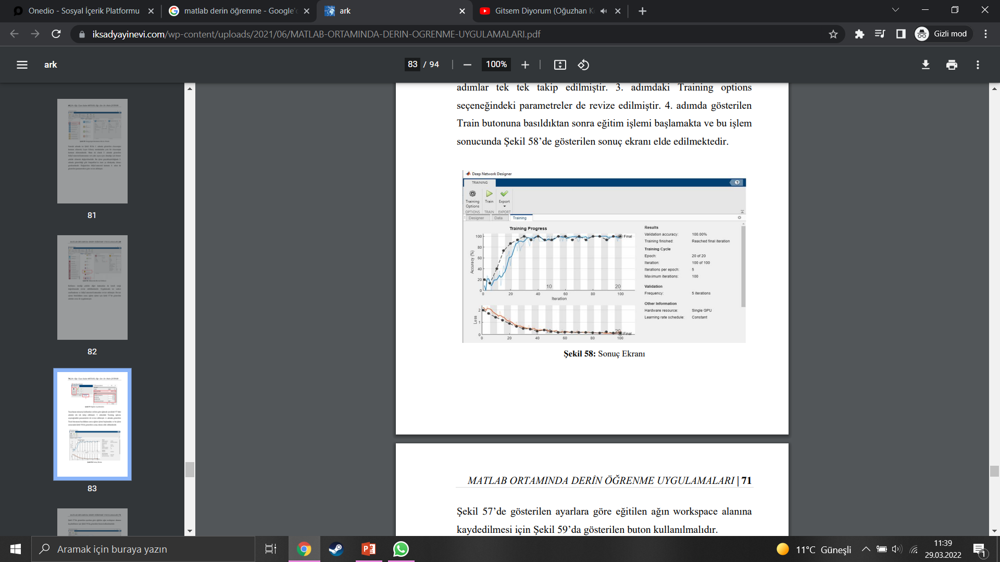 Onedio - Sosyal İçerik Platformu
matlab derin öğrenme - Google'd
ark
Gitsem Diyorum (Oğuzhan K
iksadyayinevi.com/wp-content/uploads/2021/06/MATLAB-ORTAMINDA-DERIN-OGRENME-UYGULAMALARI.pdf
Gizli mod
ark
83 / 94
100%
81
82
83
adımlar tek tek takip edilmiştir. 3. adımdaki Training options
seçeneğindeki parametreler de revize edilmiştir. 4. adımda gösterilen
Train butonuna basıldıktan sonra eğitim işlemi başlamakta ve bu işlem
sonucunda Şekil 58’de gösterilen sonuç ekranı elde edilmektedir.
Deep Network Designer
TRAINING
Training Options
Train
Export
OPTIONS TRAIN EXPORT
Designer Data Training
Training Progress
Accuracy (%)
100
80
60
40
20
0
10 20
Final
0 20 40 60 80 100
Iteration
Loss
2
1
0
10 20
Final
0 20 40 60 80 100
Results
Validation accuracy: 100.00%
Training finished: Reached final iteration
Training Cycle
Epoch: 20 of 20
Iteration: 100 of 100
Iterations per epoch: 5
Maximum iterations: 100
Validation
Frequency: 5 iterations
Other Information
Hardware resource: Single GPU
Learning rate schedule: Constant
Şekil 58: Sonuç Ekranı
MATLAB ORTAMINDA DERİN ÖĞRENME UYGULAMALARI | 71
Şekil 57’de gösterilen ayarlara göre eğitilen ağın workspace alanına
kaydedilmesi için Şekil 59’da gösterilen buton kullanılmalıdır.
Aramak için buraya yazın
11°C Güneşli
11:39
29.03.2022
1